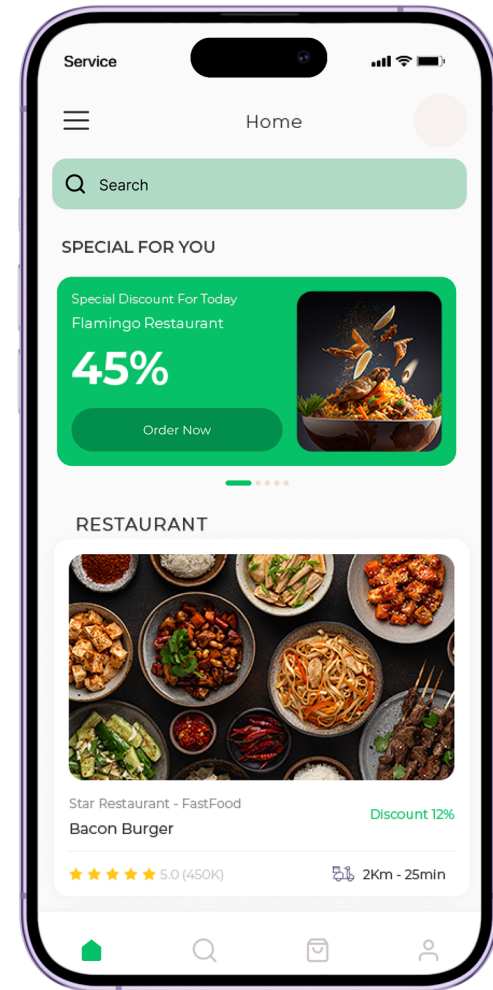 Service
Home
Search
SPECIAL FOR YOU
Special Discount For Today
Flamingo Restaurant
45%
Order Now
RESTAURANT
Star Restaurant - FastFood
Discount 12%
Bacon Burger
5.0 (450K)
2Km - 25min